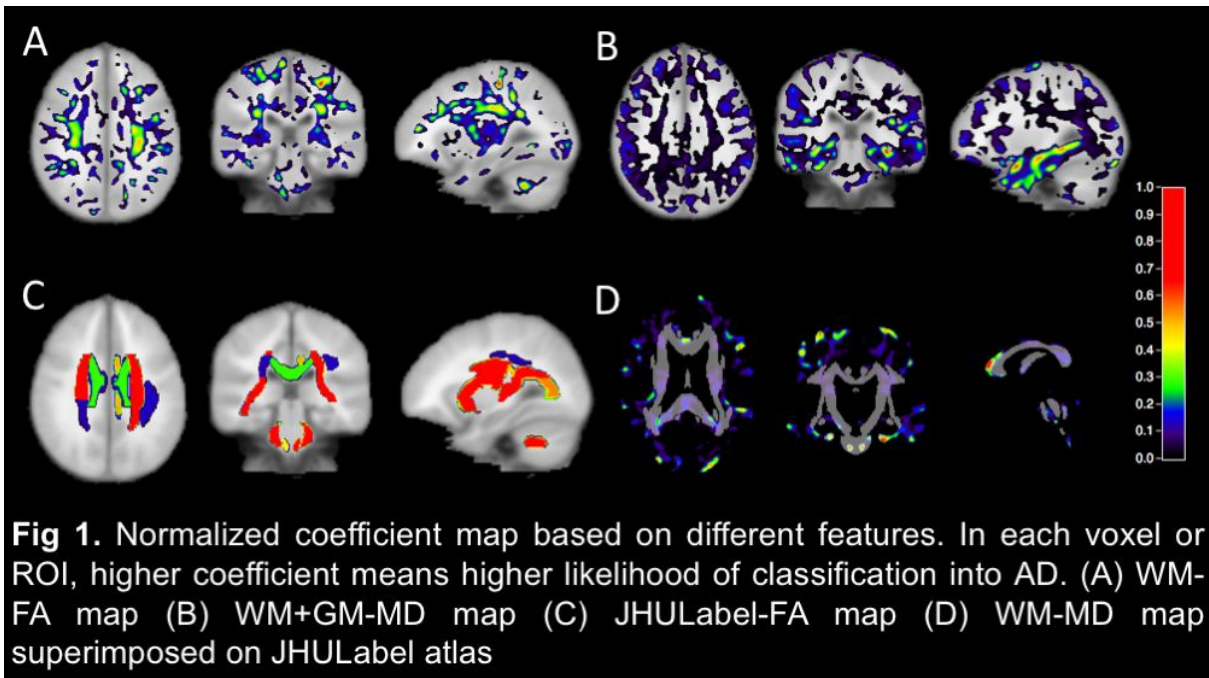 A
B
C
D
1.0
0.9
0.8
0.7
0.6
0.5
0.4
0.3
0.2
0.1
0.0
Fig 1. Normalized coefficient map based on different features. In each voxel or
ROI, higher coefficient means higher likelihood of classification into AD. (A) WM-
FA map (B) WM+GM-MD map (C) JHULabel-FA map (D) WM-MD map
superimposed on JHULabel atlas